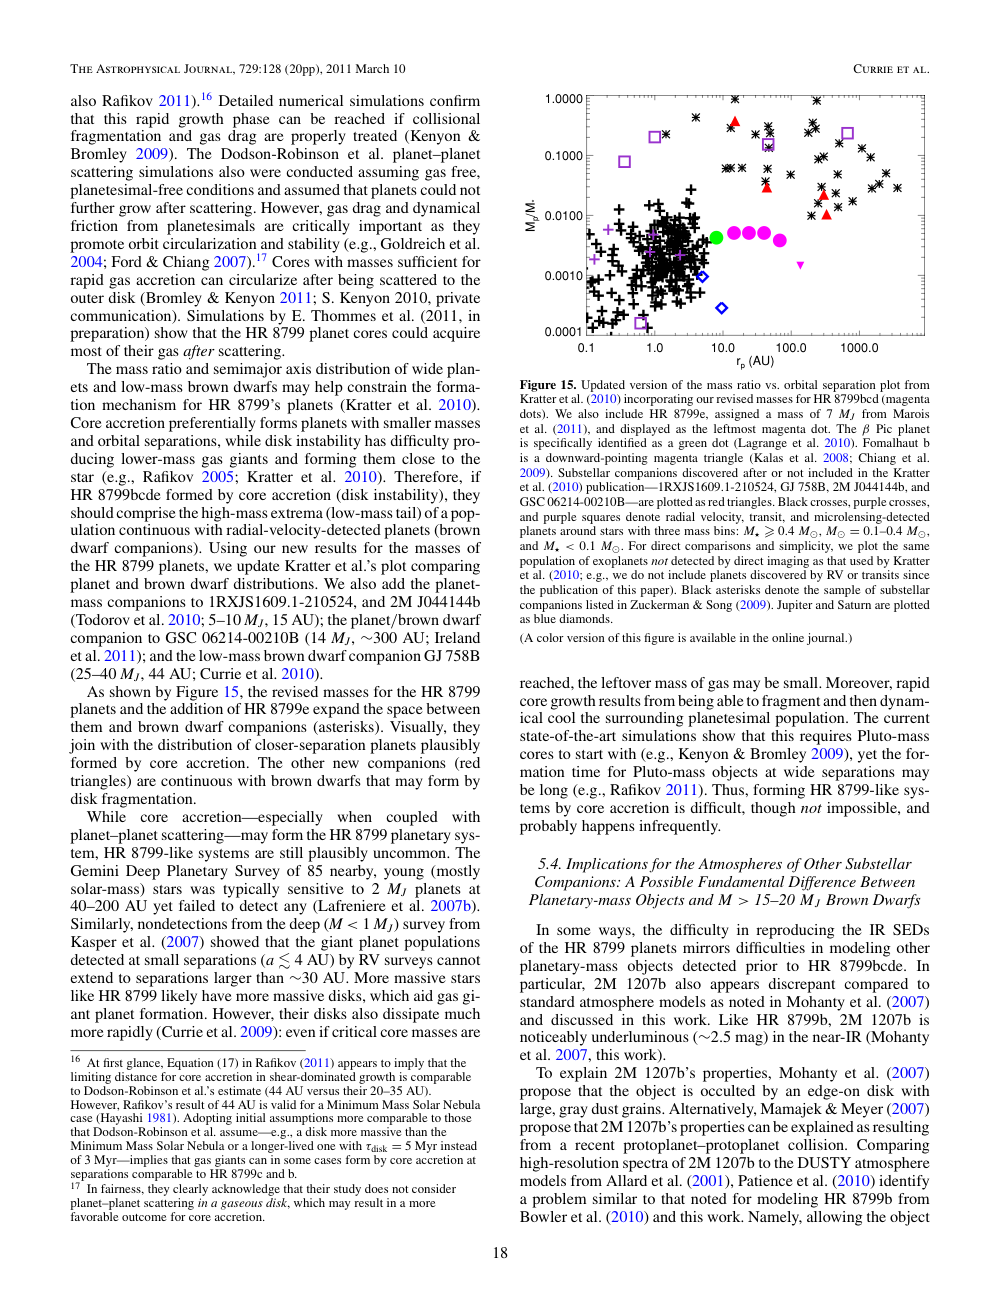 THE ASTROPHYSICAL JOURNAL, 729:128 (20pp), 2011 March 10
CURRIE ET AL.
also Rafikov 2011).16 Detailed numerical simulations confirm
that this rapid growth phase can be reached if collisional
fragmentation and gas drag are properly treated (Kenyon &
Bromley 2009). The Dodson-Robinson et al. planet–planet
scattering simulations also were conducted assuming gas free,
planetesimal-free conditions and assumed that planets could not
further grow after scattering. However, gas drag and dynamical
friction from planetesimals are critically important as they
promote orbit circularization and stability (e.g., Goldreich et al.
2004; Ford & Chiang 2007).17 Cores with masses sufficient for
rapid gas accretion can circularize after being scattered to the
outer disk (Bromley & Kenyon 2011; S. Kenyon 2010, private
communication). Simulations by E. Thommes et al. (2011, in
preparation) show that the HR 8799 planet cores could acquire
most of their gas after scattering.
The mass ratio and semimajor axis distribution of wide plan-
ets and low-mass brown dwarfs may help constrain the forma-
tion mechanism for HR 8799's planets (Kratter et al. 2010).
Core accretion preferentially forms planets with smaller masses
and orbital separations, while disk instability has difficulty pro-
ducing lower-mass gas giants and forming them close to the
star (e.g., Rafikov 2005; Kratter et al. 2010). Therefore, if
HR 8799bcde formed by core accretion (disk instability), they
should comprise the high-mass extrema (low-mass tail) of a pop-
ulation continuous with radial-velocity-detected planets (brown
dwarf companions). Using our new results for the masses of
the HR 8799 planets, we update Kratter et al.'s plot comparing
planet and brown dwarf distributions. We also add the planet-
mass companions to 1RXJS1609.1-210524, and 2M J044144b
(Todorov et al. 2010; 5–10 MJ, 15 AU); the planet/brown dwarf
companion to GSC 06214-00210B (14 MJ, ~300 AU; Ireland
et al. 2011); and the low-mass brown dwarf companion GJ 758B
(25–40 MJ, 44 AU; Currie et al. 2010).
As shown by Figure 15, the revised masses for the HR 8799
planets and the addition of HR 8799e expand the space between
them and brown dwarf companions (asterisks). Visually, they
join with the distribution of closer-separation planets plausibly
formed by core accretion. The other new companions (red
triangles) are continuous with brown dwarfs that may form by
disk fragmentation.
While core accretion—especially when coupled with
planet–planet scattering—may form the HR 8799 planetary sys-
tem, HR 8799-like systems are still plausibly uncommon. The
Gemini Deep Planetary Survey of 85 nearby, young (mostly
solar-mass) stars was typically sensitive to 2 MJ planets at
40–200 AU yet failed to detect any (Lafreniere et al. 2007b).
Similarly, nondetections from the deep (M < 1 MJ) survey from
Kasper et al. (2007) showed that the giant planet populations
detected at small separations (a ≲ 4 AU) by RV surveys cannot
extend to separations larger than ~30 AU. More massive stars
like HR 8799 likely have more massive disks, which aid gas gi-
ant planet formation. However, their disks also dissipate much
more rapidly (Currie et al. 2009): even if critical core masses are
16 At first glance, Equation (17) in Rafikov (2011) appears to imply that the
limiting distance for core accretion in shear-dominated growth is comparable
to Dodson-Robinson et al.'s estimate (44 AU versus their 20–35 AU).
However, Rafikov's result of 44 AU is valid for a Minimum Mass Solar Nebula
case (Hayashi 1981). Adopting initial assumptions more comparable to those
that Dodson-Robinson et al. assume—e.g., a disk more massive than the
Minimum Mass Solar Nebula or a longer-lived one with τdisk = 5 Myr instead
of 3 Myr—implies that gas giants can in some cases form by core accretion at
separations comparable to HR 8799c and b.
17 In fairness, they clearly acknowledge that their study does not consider
planet–planet scattering in a gaseous disk, which may result in a more
favorable outcome for core accretion.
1.0000
0.1000
0.0100
0.0010
0.0001
Mp/M*
0.1 1.0 10.0 100.0 1000.0
rp (AU)
Figure 15. Updated version of the mass ratio vs. orbital separation plot from
Kratter et al. (2010) incorporating our revised masses for HR 8799bcd (magenta
dots). We also include HR 8799e, assigned a mass of 7 MJ from Marois
et al. (2011), and displayed as the leftmost magenta dot. The β Pic planet
is specifically identified as a green dot (Lagrange et al. 2010). Fomalhaut b
is a downward-pointing magenta triangle (Kalas et al. 2008; Chiang et al.
2009). Substellar companions discovered after or not included in the Kratter
et al. (2010) publication—1RXJS1609.1-210524, GJ 758B, 2M J044144b, and
GSC 06214-00210B—are plotted as red triangles. Black crosses, purple crosses,
and purple squares denote radial velocity, transit, and microlensing-detected
planets around stars with three mass bins: M⋆ ⩾ 0.4 M⊙, M⊙ = 0.1–0.4 M⊙,
and M⋆ < 0.1 M⊙. For direct comparisons and simplicity, we plot the same
population of exoplanets not detected by direct imaging as that used by Kratter
et al. (2010; e.g., we do not include planets discovered by RV or transits since
the publication of this paper). Black asterisks denote the sample of substellar
companions listed in Zuckerman & Song (2009). Jupiter and Saturn are plotted
as blue diamonds.
(A color version of this figure is available in the online journal.)
reached, the leftover mass of gas may be small. Moreover, rapid
core growth results from being able to fragment and then dynam-
ical cool the surrounding planetesimal population. The current
state-of-the-art simulations show that this requires Pluto-mass
cores to start with (e.g., Kenyon & Bromley 2009), yet the for-
mation time for Pluto-mass objects at wide separations may
be long (e.g., Rafikov 2011). Thus, forming HR 8799-like sys-
tems by core accretion is difficult, though not impossible, and
probably happens infrequently.
5.4. Implications for the Atmospheres of Other Substellar
Companions: A Possible Fundamental Difference Between
Planetary-mass Objects and M > 15–20 MJ Brown Dwarfs
In some ways, the difficulty in reproducing the IR SEDs
of the HR 8799 planets mirrors difficulties in modeling other
planetary-mass objects detected prior to HR 8799bcde. In
particular, 2M 1207b also appears discrepant compared to
standard atmosphere models as noted in Mohanty et al. (2007)
and discussed in this work. Like HR 8799b, 2M 1207b is
noticeably underluminous (~2.5 mag) in the near-IR (Mohanty
et al. 2007, this work).
To explain 2M 1207b's properties, Mohanty et al. (2007)
propose that the object is occulted by an edge-on disk with
large, gray dust grains. Alternatively, Mamajek & Meyer (2007)
propose that 2M 1207b's properties can be explained as resulting
from a recent protoplanet–protoplanet collision. Comparing
high-resolution spectra of 2M 1207b to the DUSTY atmosphere
models from Allard et al. (2001), Patience et al. (2010) identify
a problem similar to that noted for modeling HR 8799b from
Bowler et al. (2010) and this work. Namely, allowing the object
18